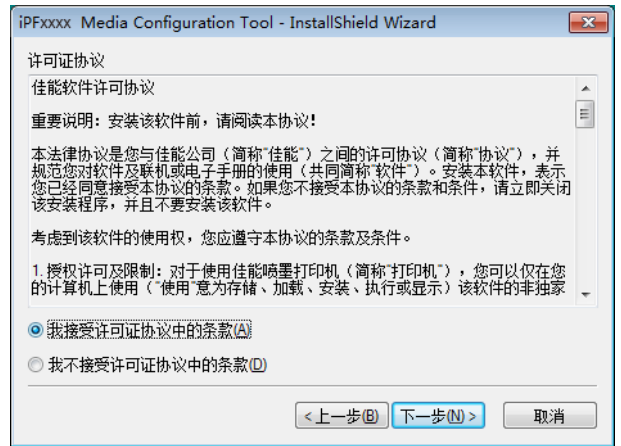 iPFxxxx Media Configuration Tool - InstallShield Wizard
许可证协议
佳能软件许可协议
重要说明：安装该软件前，请阅读本协议！
本法律协议是您与佳能公司（简称"佳能"）之间的许可协议（简称"协议"），并
规范您对软件及联机或电子手册的使用（共同简称"软件"）。安装本软件，表示
您已经同意接受本协议的条款。如果您不接受本协议的条款和条件，请立即关闭
该安装程序，并且不要安装该软件。
考虑到该软件的使用权，您应遵守本协议的条款及条件。
1. 授权许可及限制：对于使用佳能喷墨打印机（简称"打印机"），您可以仅在您
的计算机上使用（"使用"意为存储、加载、安装、执行或显示）该软件的非独家
我接受许可证协议中的条款(A)
我不接受许可证协议中的条款(D)
<上一步(B) 下一步(N)> 取消